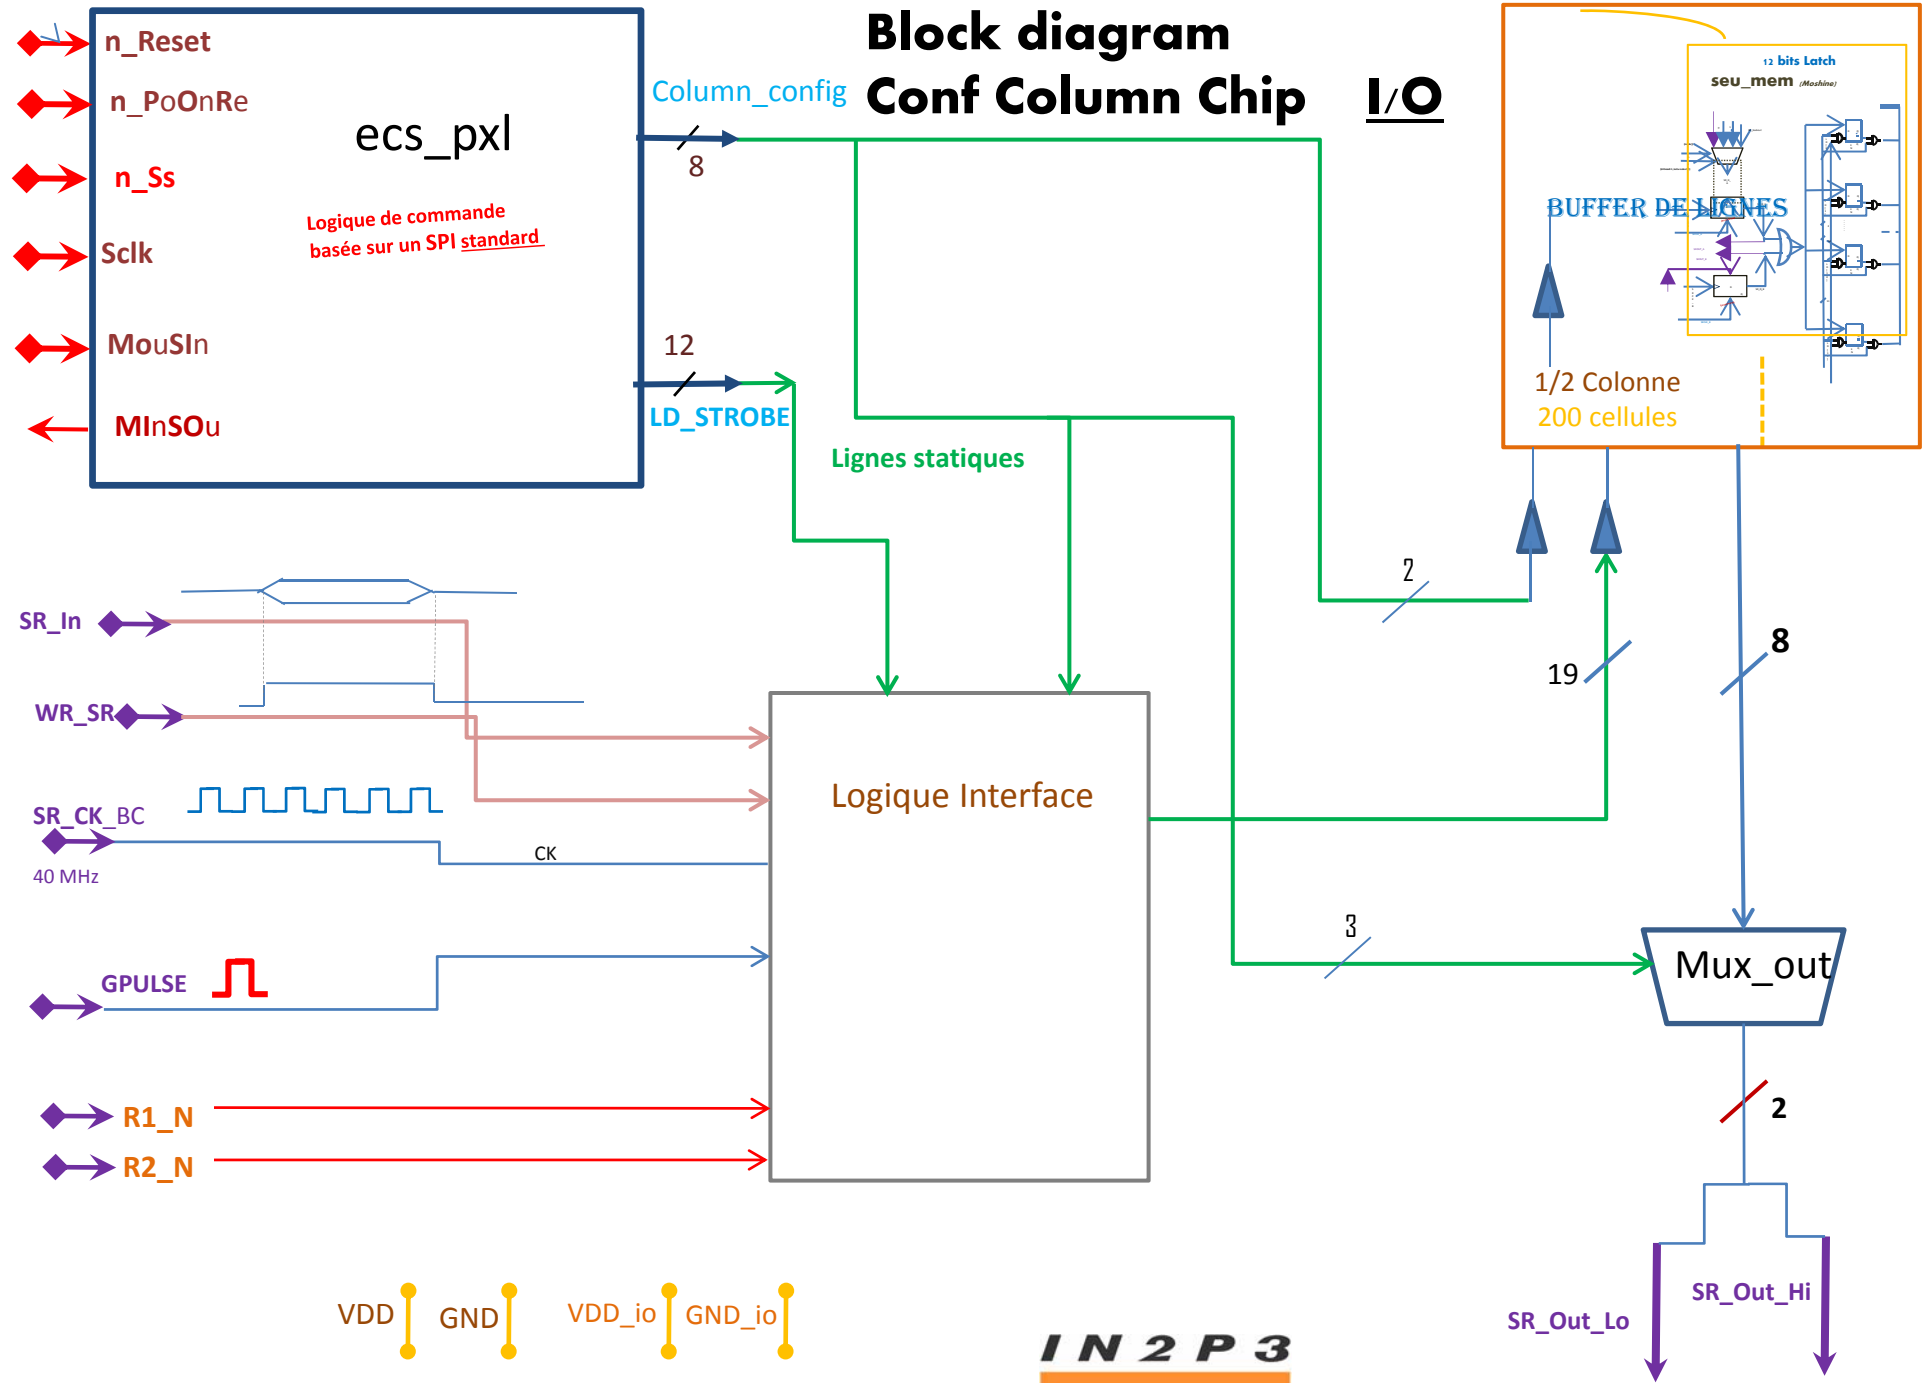 Block diagram
Conf Column Chip I/O
n_Reset
n_PoOnRe
n_Ss
Sclk
MouSIn
MInSOu
ecs_pxl
Logique de commande
basée sur un SPI standard
Column_config
8
12
LD_STROBE
Lignes statiques
12 bits Latch
seu_mem (Moshine)
BUFFER DE LIGNES
1/2 Colonne
200 cellules
2
19
8
SR_In
WR_SR
SR_CK_BC
40 MHz
CK
GPULSE
R1_N
R2_N
Logique Interface
3
Mux_out
2
SR_Out_Lo
SR_Out_Hi
VDD
GND
VDD_io
GND_io
IN2P3